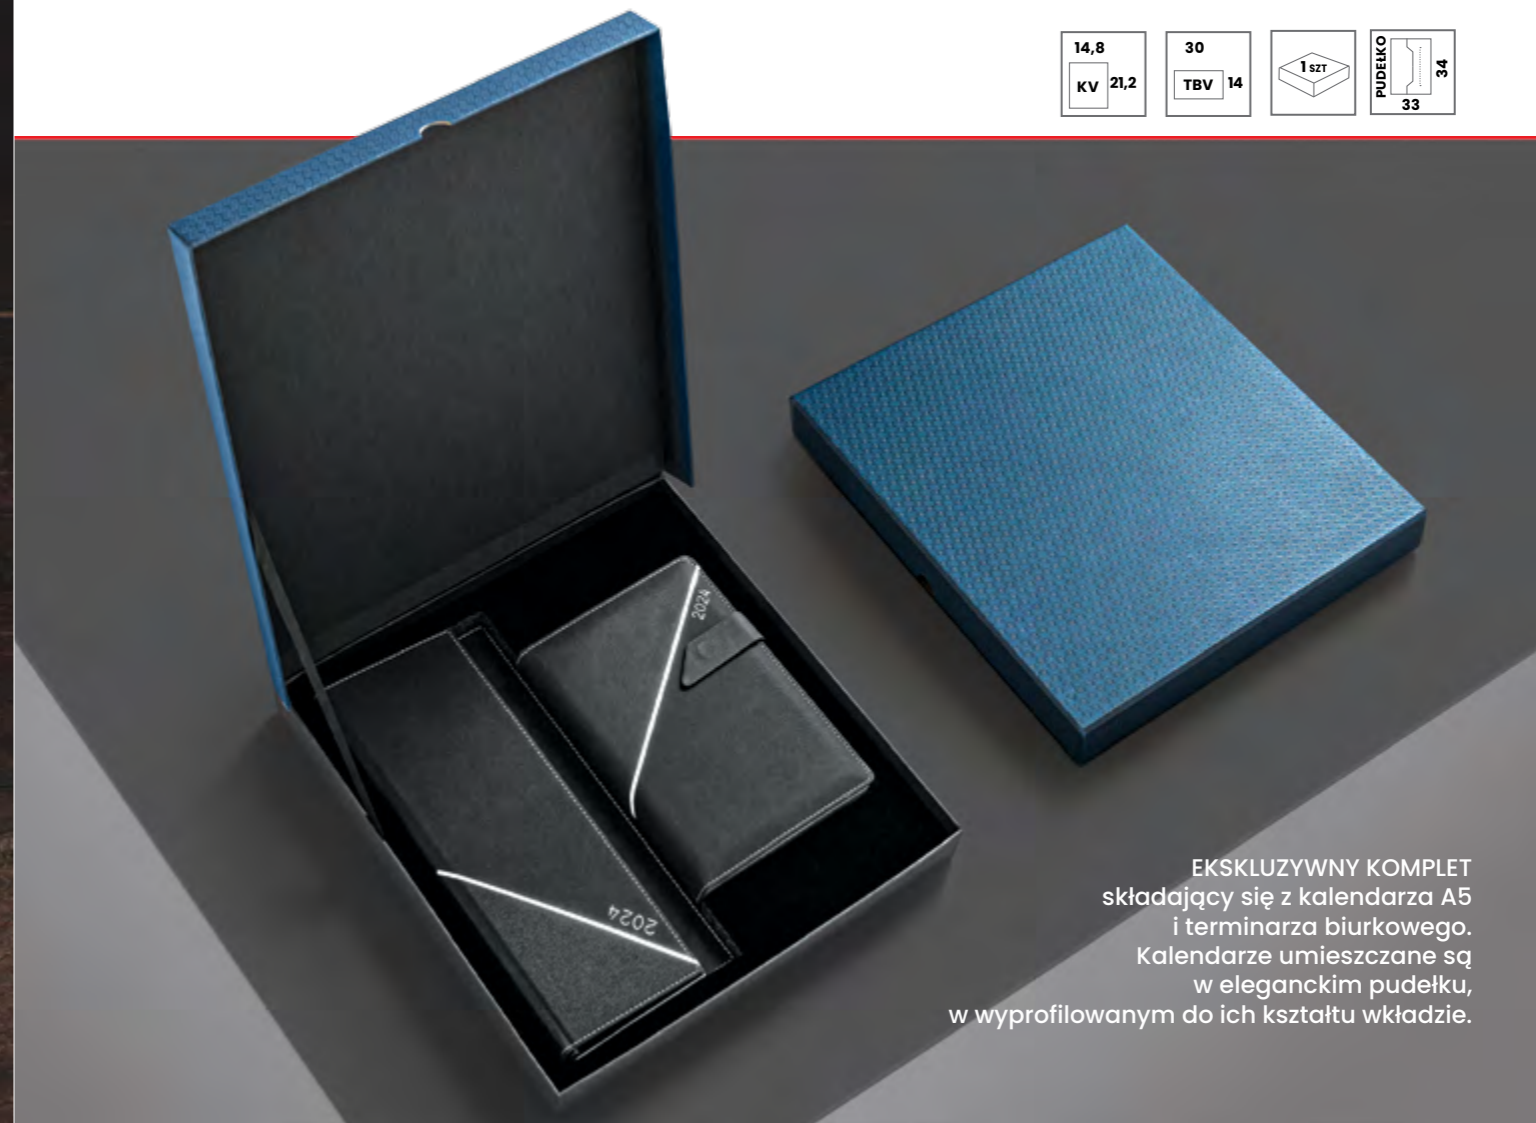 14,8
KV 21,2
30
TBV 14
1 SZT
PUDEŁKO
34
33
2024
2024
EKSKLUZYWNY KOMPLET
składający się z kalendarza A5
i terminarza biurkowego.
Kalendarze umieszczane są
w eleganckim pudełku,
w wyprofilowanym do ich kształtu wkładzie.